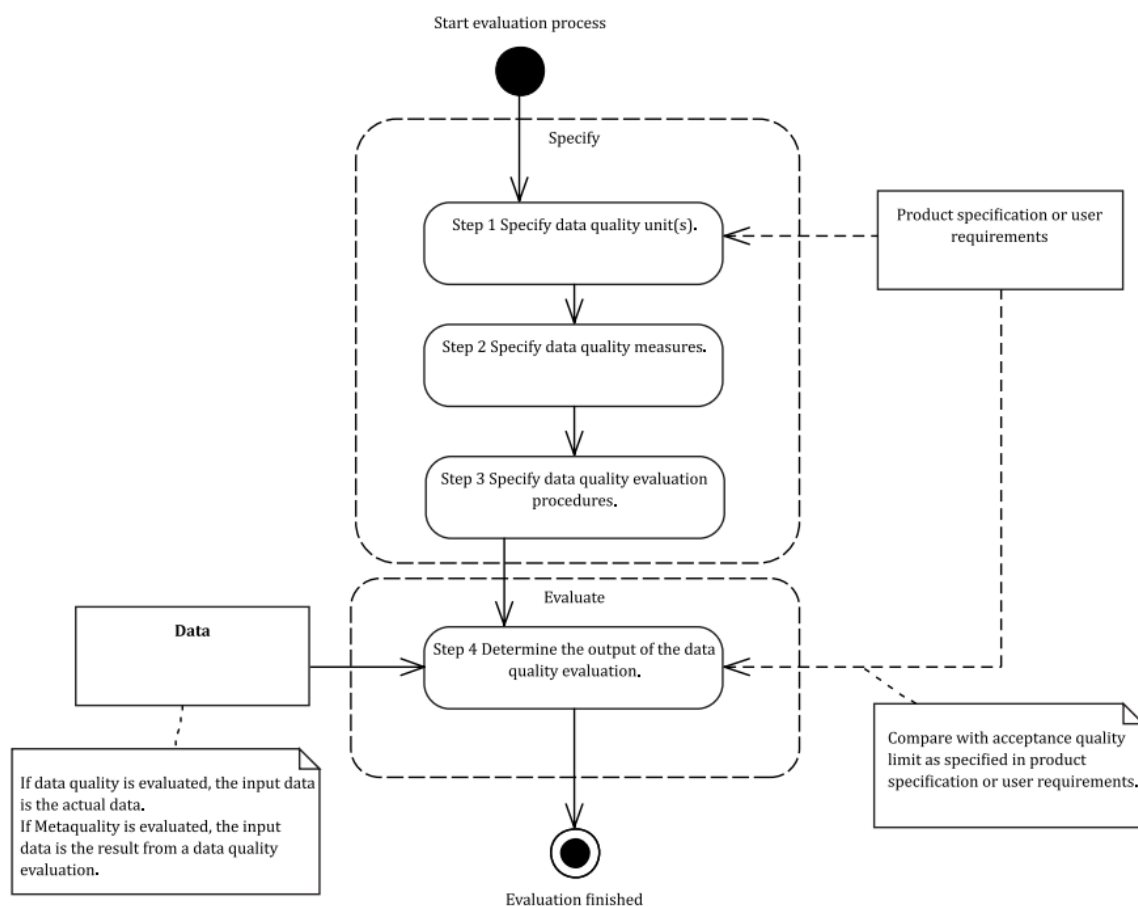 Start evaluation process
Specify
Step 1 Specify data quality unit(s).
Product specification or user
requirements
Step 2 Specify data quality measures.
Step 3 Specify data quality evaluation
procedures.
Evaluate
Data
Step 4 Determine the output of the data
quality evaluation.
If data quality is evaluated, the input data
is the actual data.
If Metaquality is evaluated, the input
data is the result from a data quality
evaluation.
Compare with acceptance quality
limit as specified in product
specification or user requirements.
Evaluation finished